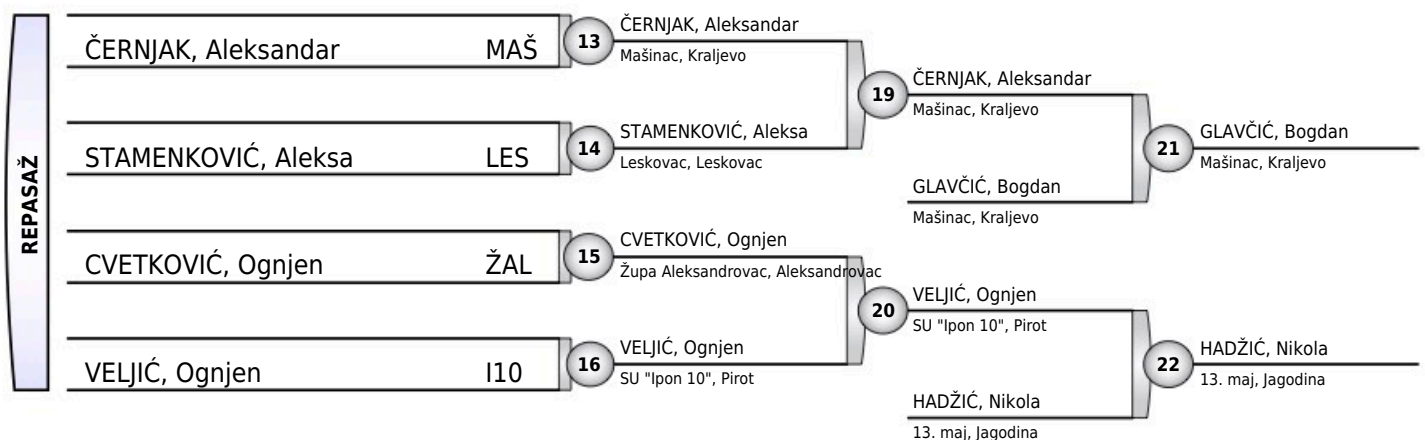 REPASAŽ
ČERNJAK, Aleksandar MAŠ
STAMENKOVIĆ, Aleksa LES
CVETKOVIĆ, Ognjen ŽAL
VELJIĆ, Ognjen I10
13
ČERNJAK, Aleksandar
Mašinac, Kraljevo
14
STAMENKOVIĆ, Aleksa
Leskovac, Leskovac
15
CVETKOVIĆ, Ognjen
Župa Aleksandrovac, Aleksandrovac
16
VELJIĆ, Ognjen
SU "Ipon 10", Pirot
19
ČERNJAK, Aleksandar
Mašinac, Kraljevo
GLAVČIĆ, Bogdan
Mašinac, Kraljevo
20
VELJIĆ, Ognjen
SU "Ipon 10", Pirot
HADŽIĆ, Nikola
13. maj, Jagodina
21
GLAVČIĆ, Bogdan
Mašinac, Kraljevo
22
HADŽIĆ, Nikola
13. maj, Jagodina